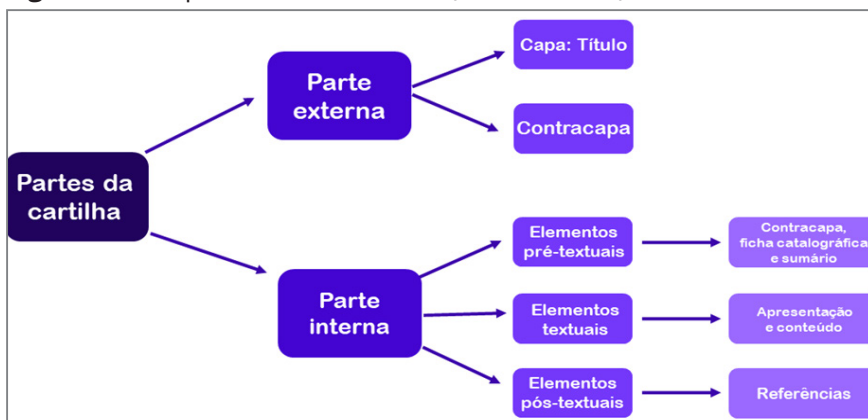 Capa: Título
Parte
externa
Contracapa
Partes da
cartilha
Elementos
pré-textuais
Contracapa,
ficha catalográfica
e sumário
Parte
interna
Elementos
textuais
Apresentação
e conteúdo
Elementos
pós-textuais
Referências